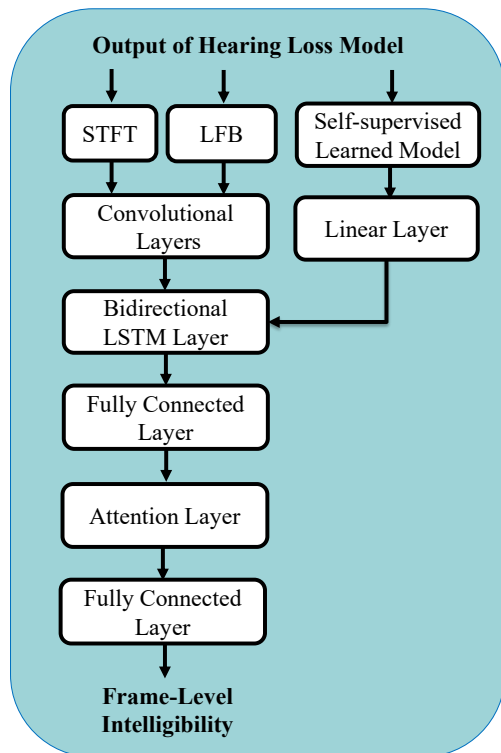 Output of Hearing Loss Model
STFT
LFB
Self-supervised
Learned Model
Convolutional
Layers
Linear Layer
Bidirectional
LSTM Layer
Fully Connected
Layer
Attention Layer
Fully Connected
Layer
Frame-Level
Intelligibility